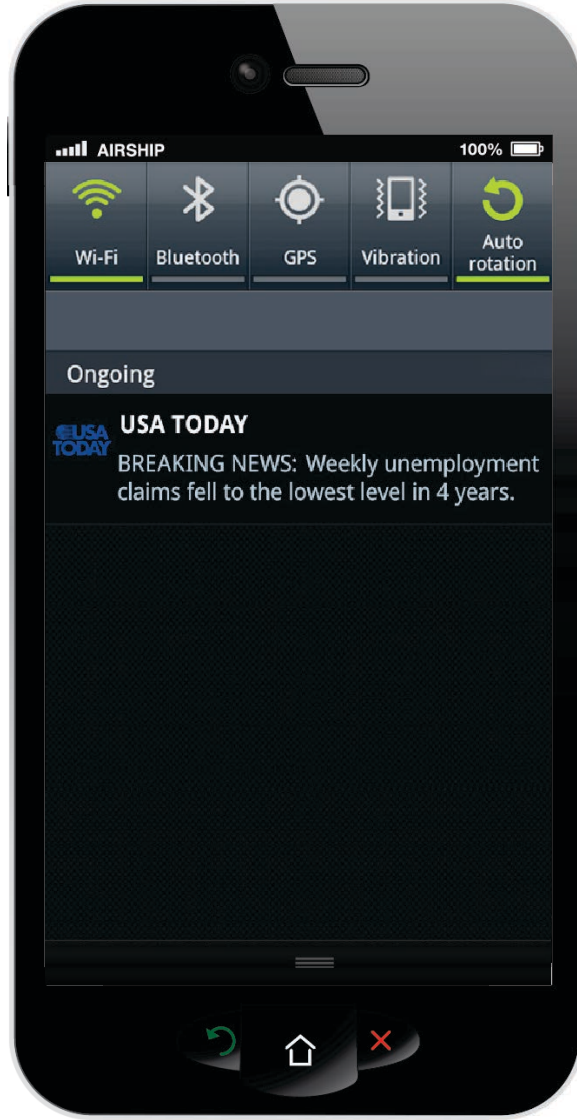 AIRSHIP 100%
Wi-Fi Bluetooth GPS Vibration Auto
rotation
Ongoing
USA TODAY
USA
TODAY
BREAKING NEWS: Weekly unemployment
claims fell to the lowest level in 4 years.